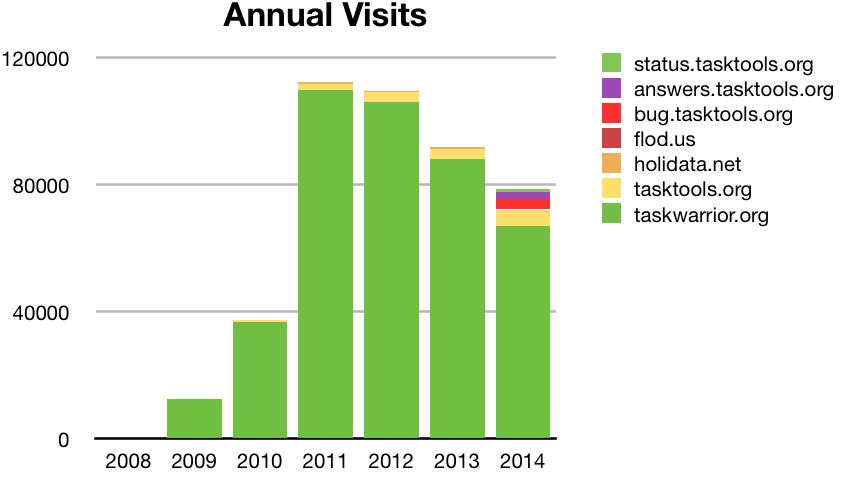 Annual Visits
120000
80000
40000
0
2008 2009 2010 2011 2012 2013 2014
status.tasktools.org
answers.tasktools.org
bug.tasktools.org
flod.us
holidata.net
tasktools.org
taskwarrior.org